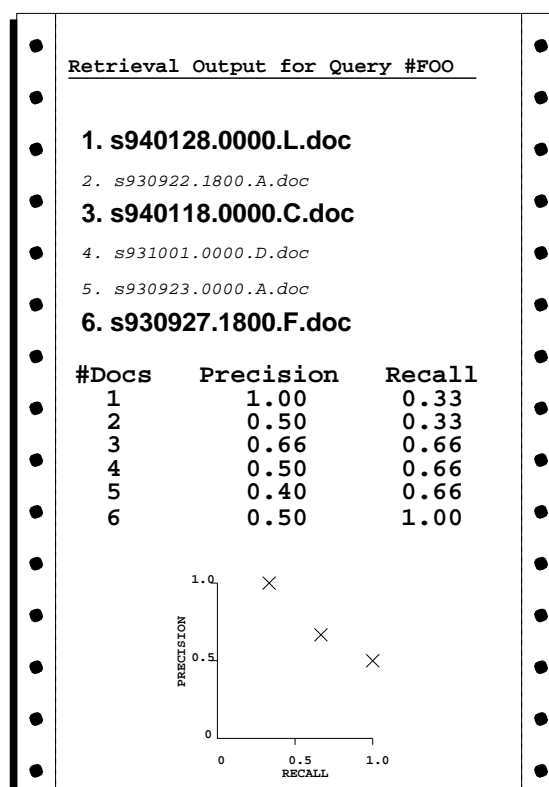 Retrieval Output for Query #FOO
1. s940128.0000.L.doc
2. s930922.1800.A.doc
3. s940118.0000.C.doc
4. s931001.0000.D.doc
5. s930923.0000.A.doc
6. s930927.1800.F.doc
#Docs Precision Recall
1 1.00 0.33
2 0.50 0.33
3 0.66 0.66
4 0.50 0.66
5 0.40 0.66
6 0.50 1.00
1.0
PRECISION
0.5
0
0 0.5 1.0
RECALL